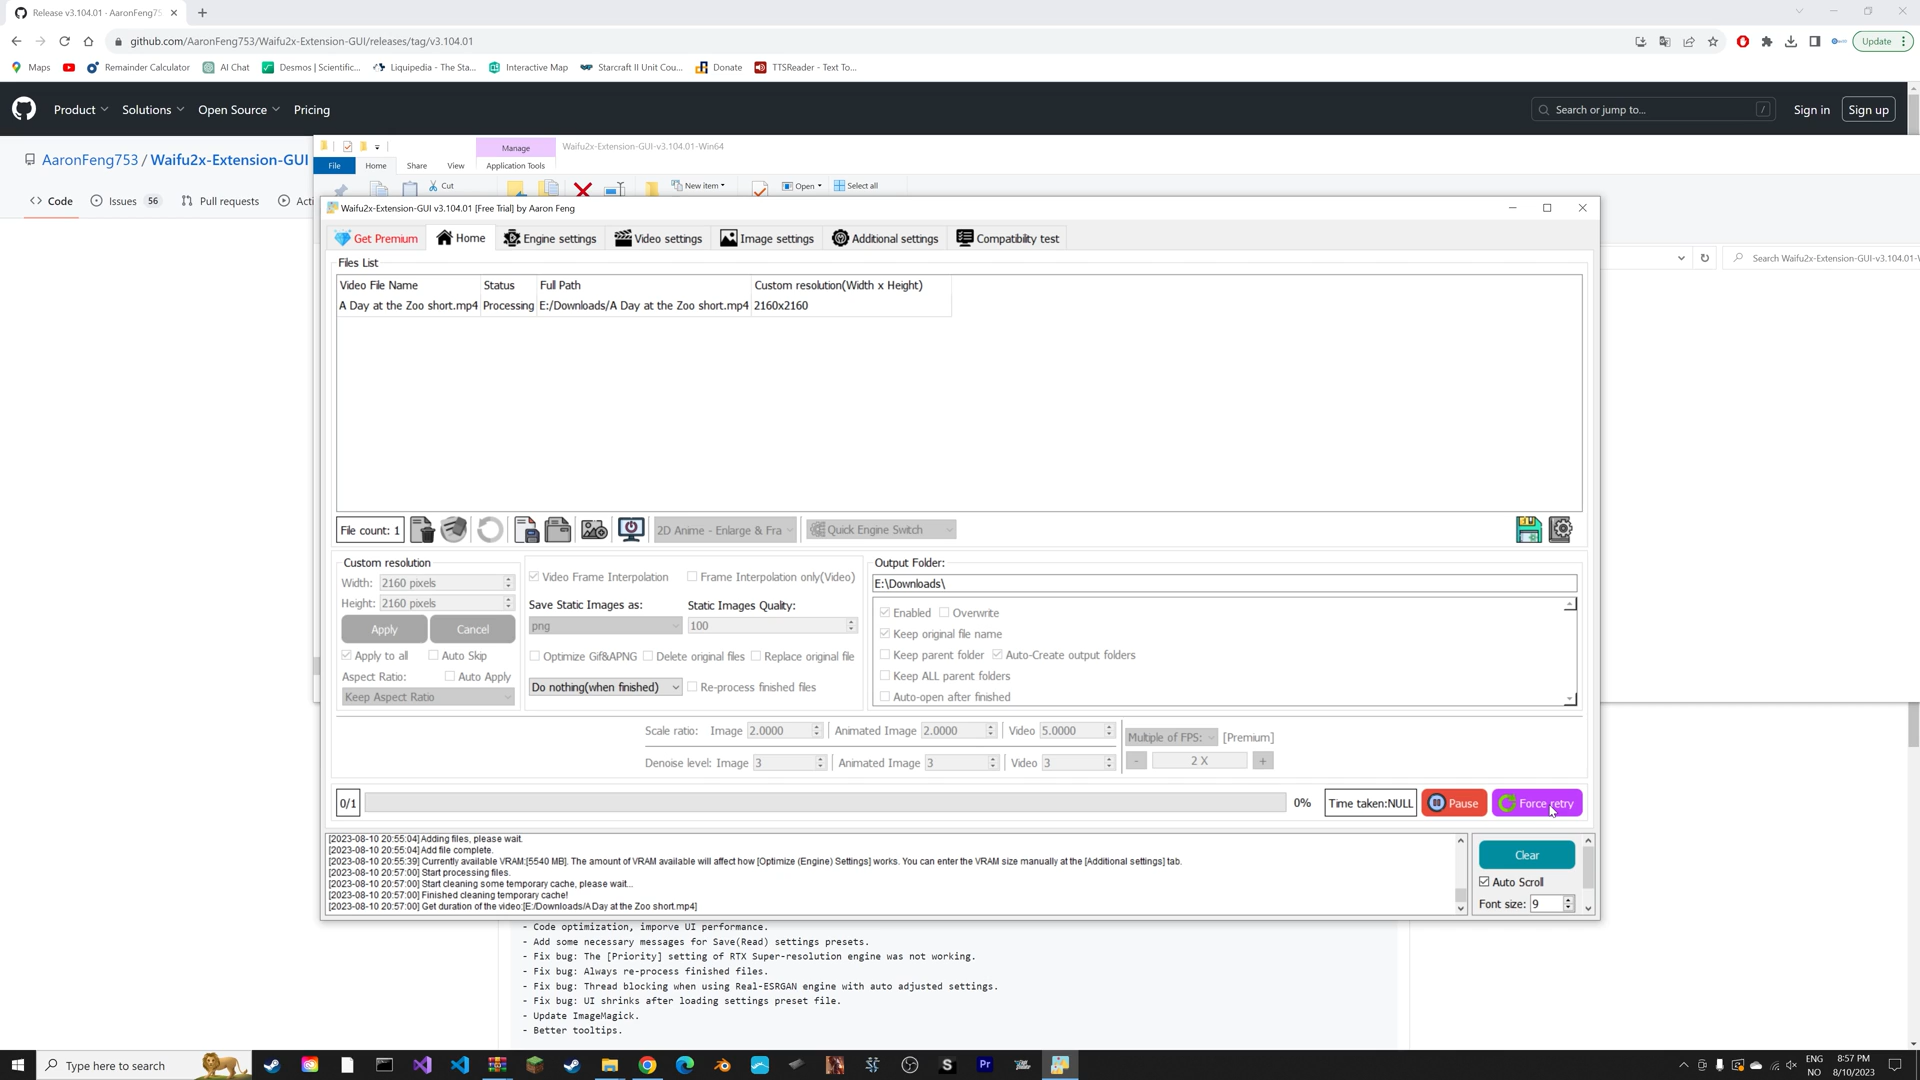 Release v3.104.01 · AaronFeng75
github.com/AaronFeng753/Waifu2x-Extension-GUI/releases/tag/v3.104.01
Update
Maps
Remainder Calculator
AI Chat
Desmos | Scientific...
Liquipedia - The Sta...
Interactive Map
Starcraft II Unit Cou...
Donate
TTSReader - Text To...
Product
Solutions
Open Source
Pricing
Search or jump to...
/
Sign in
Sign up
AaronFeng753 / Waifu2x-Extension-GUI
Manage
Waifu2x-Extension-GUI-v3.104.01-Win64
File
Home
Share
View
Application Tools
Code
Issues 56
Pull requests
Acti
Cut
New item
Open
Select all
Waifu2x-Extension-GUI v3.104.01 [Free Trial] by Aaron Feng
Get Premium
Home
Engine settings
Video settings
Image settings
Additional settings
Compatibility test
Search Waifu2x-Extension-GUI-v3.104.01-W
Files List
Video File Name Status Full Path Custom resolution(Width x Height)
A Day at the Zoo short.mp4 Processing E:/Downloads/A Day at the Zoo short.mp4 2160x2160
File count: 1
2D Anime - Enlarge & Fra
Quick Engine Switch
Custom resolution
Width: 2160 pixels
Height: 2160 pixels
Apply
Cancel
Apply to all
Auto Skip
Aspect Ratio:
Auto Apply
Keep Aspect Ratio
Video Frame Interpolation
Frame Interpolation only(Video)
Save Static Images as:
Static Images Quality:
png
100
Optimize Gif&APNG
Delete original files
Replace original file
Do nothing(when finished)
Re-process finished files
Output Folder:
E:\Downloads\
Enabled
Overwrite
Keep original file name
Keep parent folder
Auto-Create output folders
Keep ALL parent folders
Auto-open after finished
Scale ratio: Image 2.0000 | Animated Image 2.0000 | Video 5.0000
Denoise level: Image 3 | Animated Image 3 | Video 3
Multiple of FPS: [Premium]
- 2 X +
0/1
0%
Time taken:NULL
Pause
Force retry
[2023-08-10 20:55:04] Adding files, please wait.
[2023-08-10 20:55:04] Add file complete.
[2023-08-10 20:55:39] Currently available VRAM:[5540 MB]. The amount of VRAM available will affect how [Optimize (Engine) Settings] works. You can enter the VRAM size manually at the [Additional settings] tab.
[2023-08-10 20:57:00] Start processing files.
[2023-08-10 20:57:00] Start cleaning some temporary cache, please wait...
[2023-08-10 20:57:00] Finished cleaning temporary cache!
[2023-08-10 20:57:00] Get duration of the video:[E:/Downloads/A Day at the Zoo short.mp4]
Clear
Auto Scroll
Font size: 9
- Code optimization, imporve UI performance.
- Add some necessary messages for Save(Read) settings presets.
- Fix bug: The [Priority] setting of RTX Super-resolution engine was not working.
- Fix bug: Always re-process finished files.
- Fix bug: Thread blocking when using Real-ESRGAN engine with auto adjusted settings.
- Fix bug: UI shrinks after loading settings preset file.
- Update ImageMagick.
- Better tooltips.
Type here to search
S
Pr
ENG
NO
8:57 PM
8/10/2023